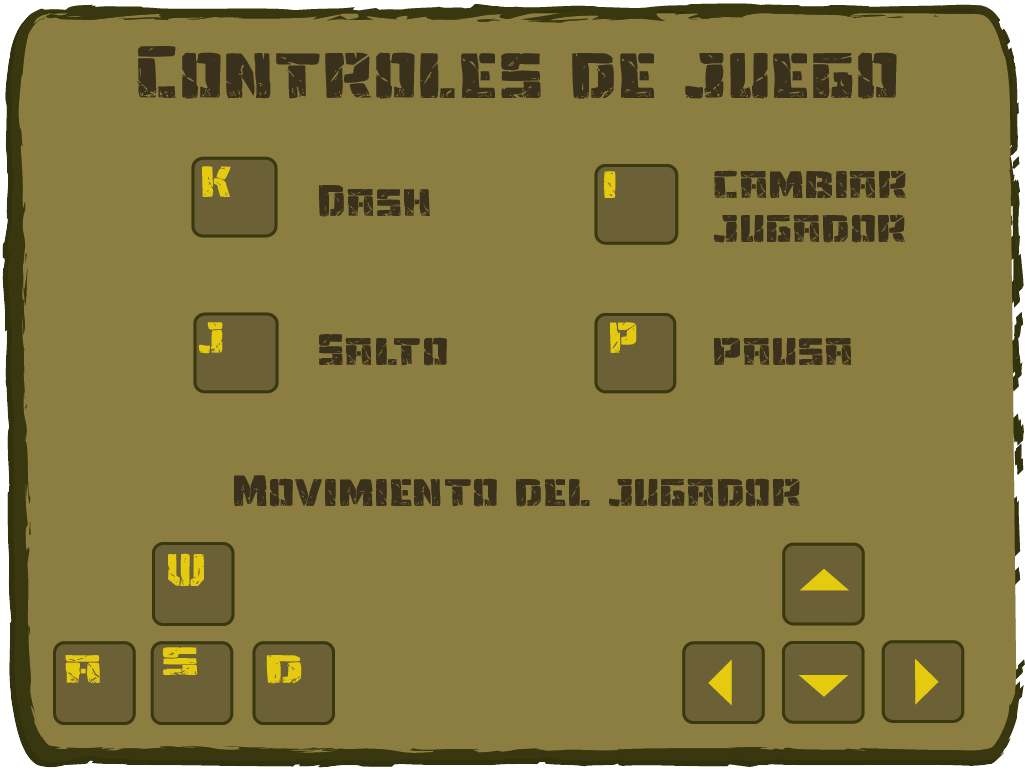 CONTROLES DE JUEGO
K DASH
I CAMBIAR
JUGADOR
J SALTO
P PAUSA
MOVIMIENTO DEL JUGADOR
W
A S D